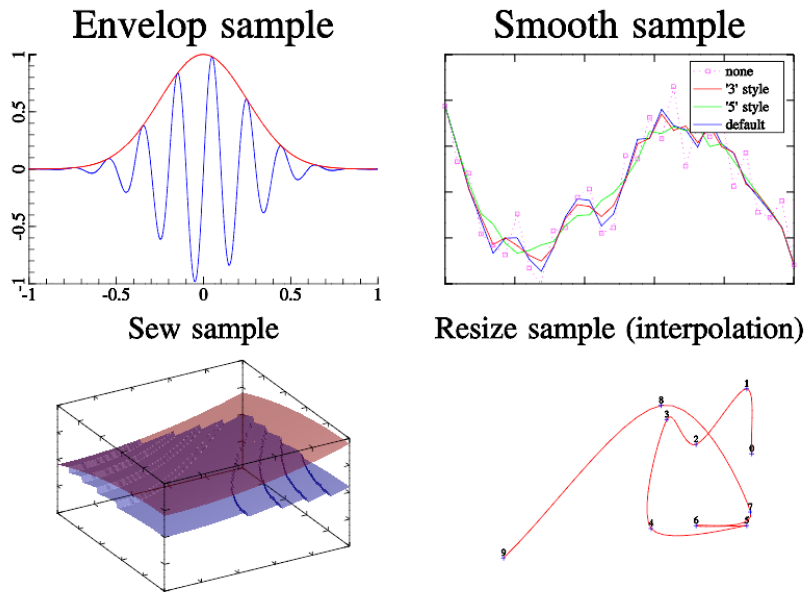 Envelop sample
Smooth sample
none
'3' style
'5' style
default
1
0.5
0
-0.5
-1
-1 -0.5 0 0.5 1
Sew sample
Resize sample (interpolation)
1
8
3
2
0
7
4 6 5
9